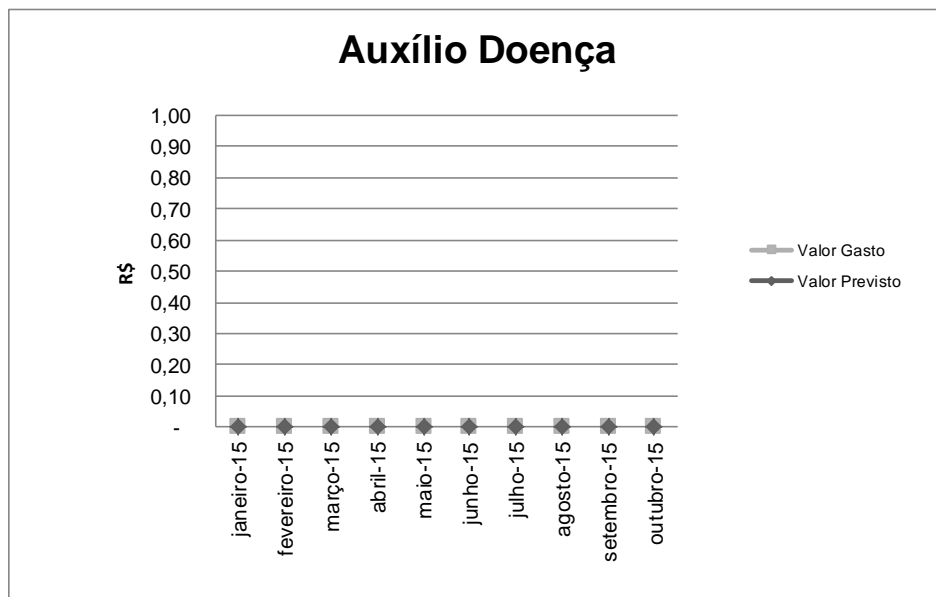 Auxílio Doença
1,00
0,90
0,80
0,70
0,60
0,50
0,40
0,30
0,20
0,10
-
R$
janeiro-15
fevereiro-15
março-15
abril-15
maio-15
junho-15
julho-15
agosto-15
setembro-15
outubro-15
Valor Gasto
Valor Previsto